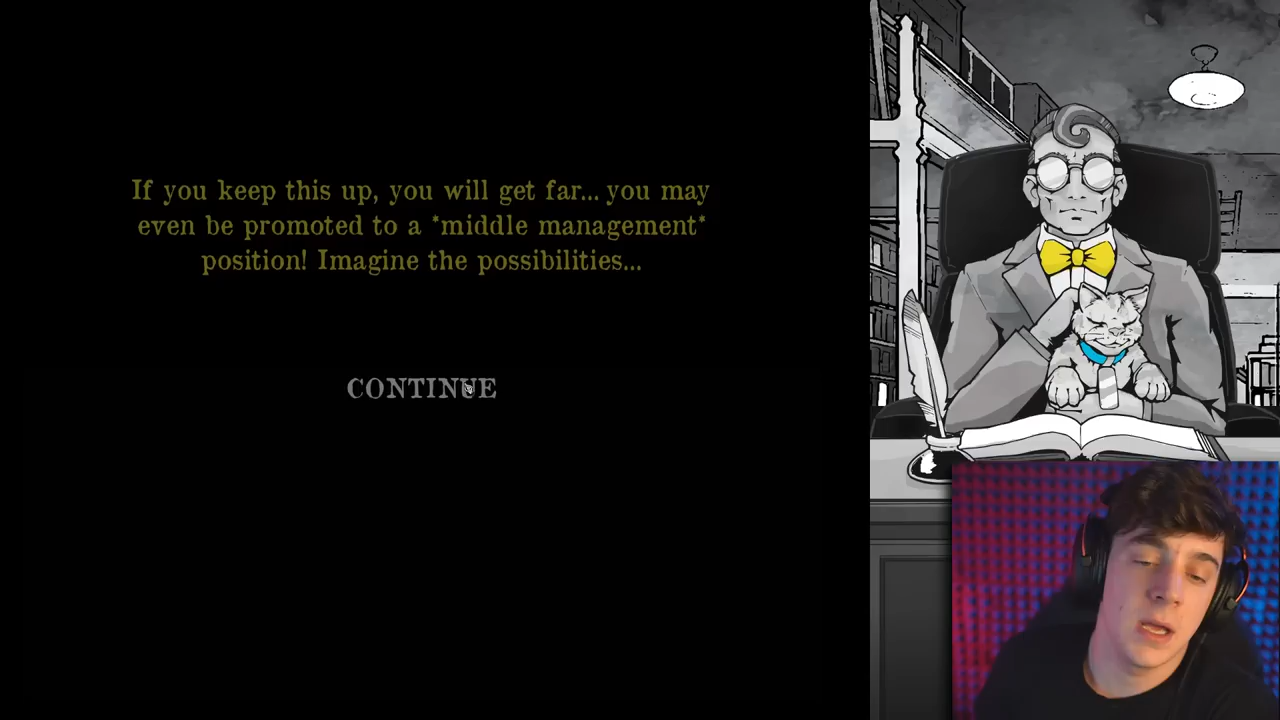 If you keep this up, you will get far... you may
even be promoted to a *middle management*
position! Imagine the possibilities...
CONTINUE